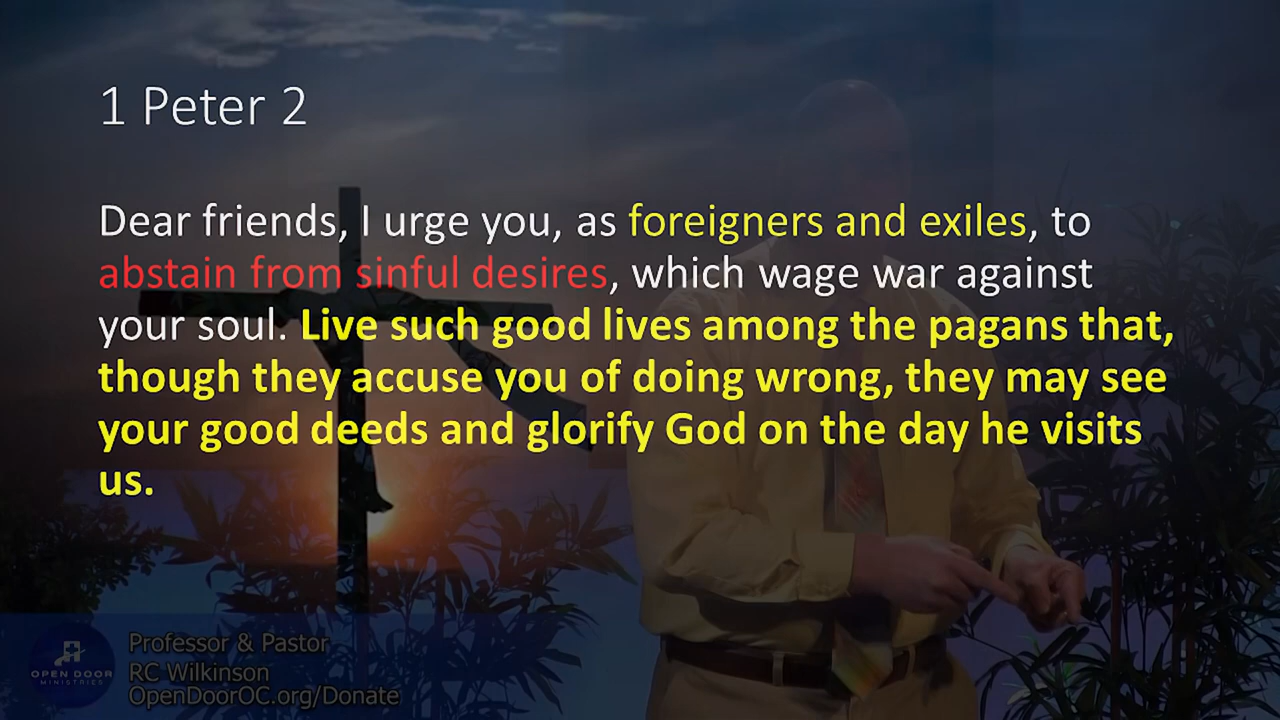 1 Peter 2
Dear friends, I urge you, as foreigners and exiles, to
abstain from sinful desires, which wage war against
your soul. Live such good lives among the pagans that,
though they accuse you of doing wrong, they may see
your good deeds and glorify God on the day he visits
us.
OPEN DOOR
MINISTRIES
Professor & Pastor
RC Wilkinson
OpenDoorOC.org/Donate